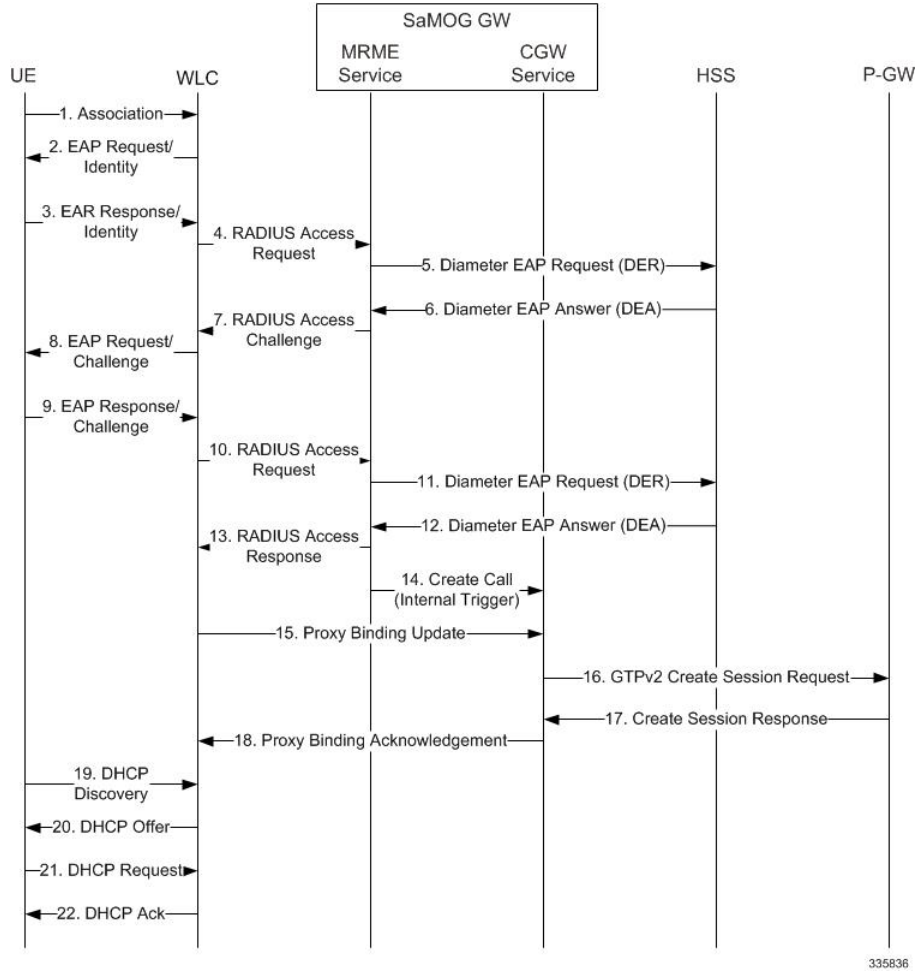 SaMOG GW
MRME
Service
CGW
Service
UE
WLC
HSS
P-GW
1. Association
2. EAP Request/
Identity
3. EAR Response/
Identity
4. RADIUS Access
Request
5. Diameter EAP Request (DER)
6. Diameter EAP Answer (DEA)
7. RADIUS Access
Challenge
8. EAP Request/
Challenge
9. EAP Response/
Challenge
10. RADIUS Access
Request
11. Diameter EAP Request (DER)
12. Diameter EAP Answer (DEA)
13. RADIUS Access
Response
14. Create Call
(Internal Trigger)
15. Proxy Binding Update
16. GTPv2 Create Session Request
17. Create Session Response
18. Proxy Binding Acknowledgement
19. DHCP
Discovery
20. DHCP Offer
21. DHCP Request
22. DHCP Ack
335836